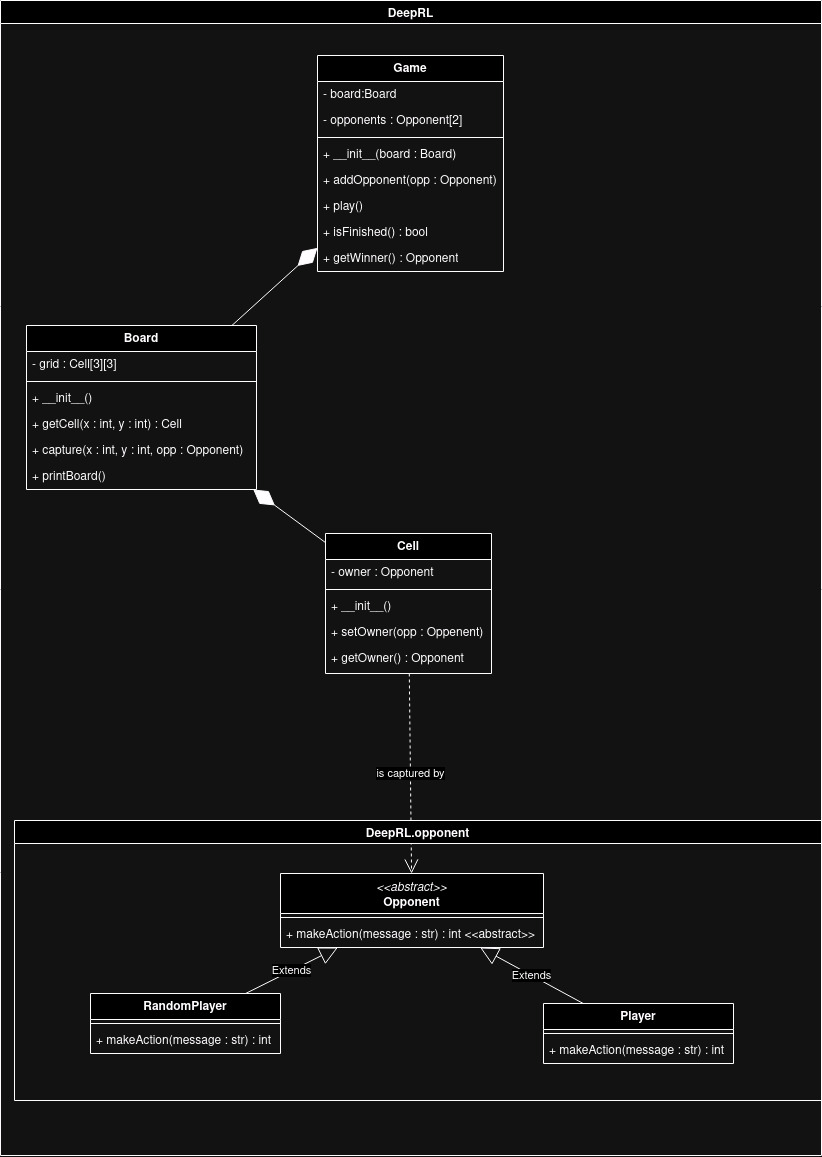 DeepRL
Game
- board:Board
- opponents : Opponent[2]
+ __init__(board : Board)
+ addOpponent(opp : Opponent)
+ play()
+ isFinished() : bool
+ getWinner() : Opponent
Board
- grid : Cell[3][3]
+ __init__()
+ getCell(x : int, y : int) : Cell
+ capture(x : int, y : int, opp : Opponent)
+ printBoard()
Cell
- owner : Opponent
+ __init__()
+ setOwner(opp : Oppenent)
+ getOwner() : Opponent
is captured by
DeepRL.opponent
<<abstract>>
Opponent
+ makeAction(message : str) : int <<abstract>>
Extends
Extends
RandomPlayer
+ makeAction(message : str) : int
Player
+ makeAction(message : str) : int